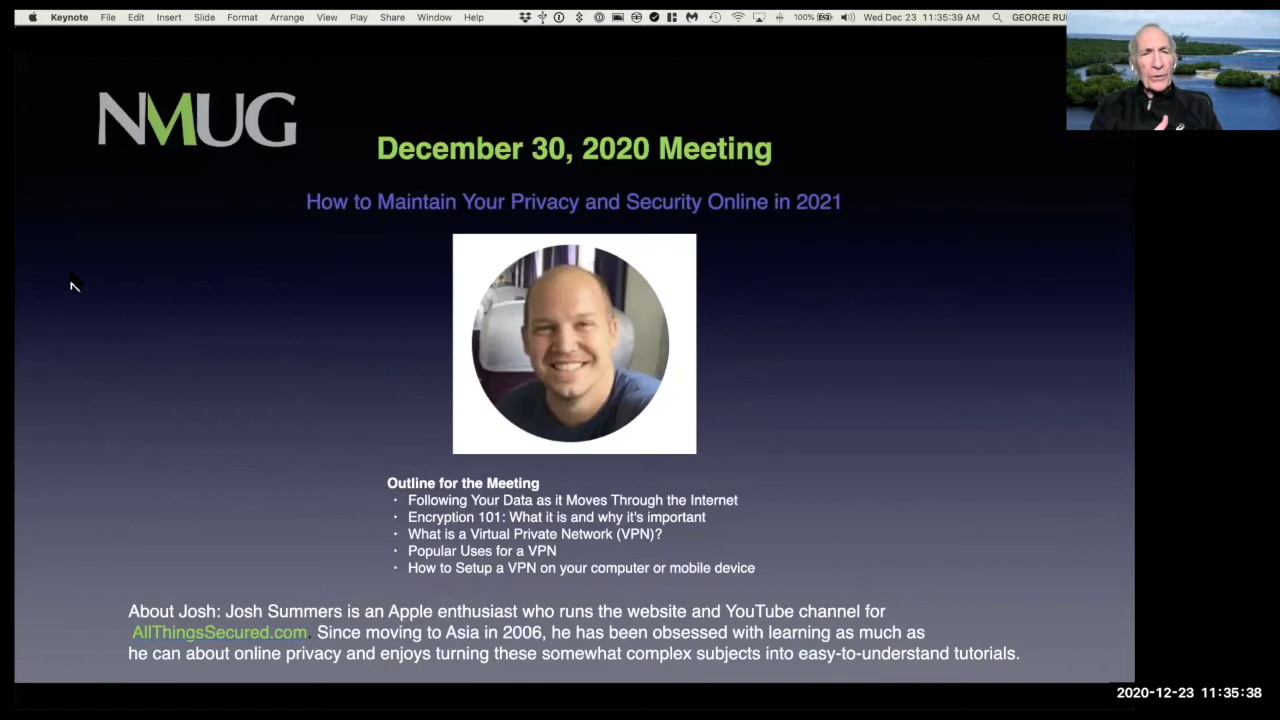 Keynote File Edit Insert Slide Format Arrange View Play Share Window Help 100% Wed Dec 23 11:35:39 AM GEORGE
NMUG
December 30, 2020 Meeting
How to Maintain Your Privacy and Security Online in 2021
Outline for the Meeting
· Following Your Data as it Moves Through the Internet
· Encryption 101: What it is and why it's important
· What is a Virtual Private Network (VPN)?
· Popular Uses for a VPN
· How to Setup a VPN on your computer or mobile device
About Josh: Josh Summers is an Apple enthusiast who runs the website and YouTube channel for
AllThingsSecured.com. Since moving to Asia in 2006, he has been obsessed with learning as much as
he can about online privacy and enjoys turning these somewhat complex subjects into easy-to-understand tutorials.
2020-12-23 11:35:38